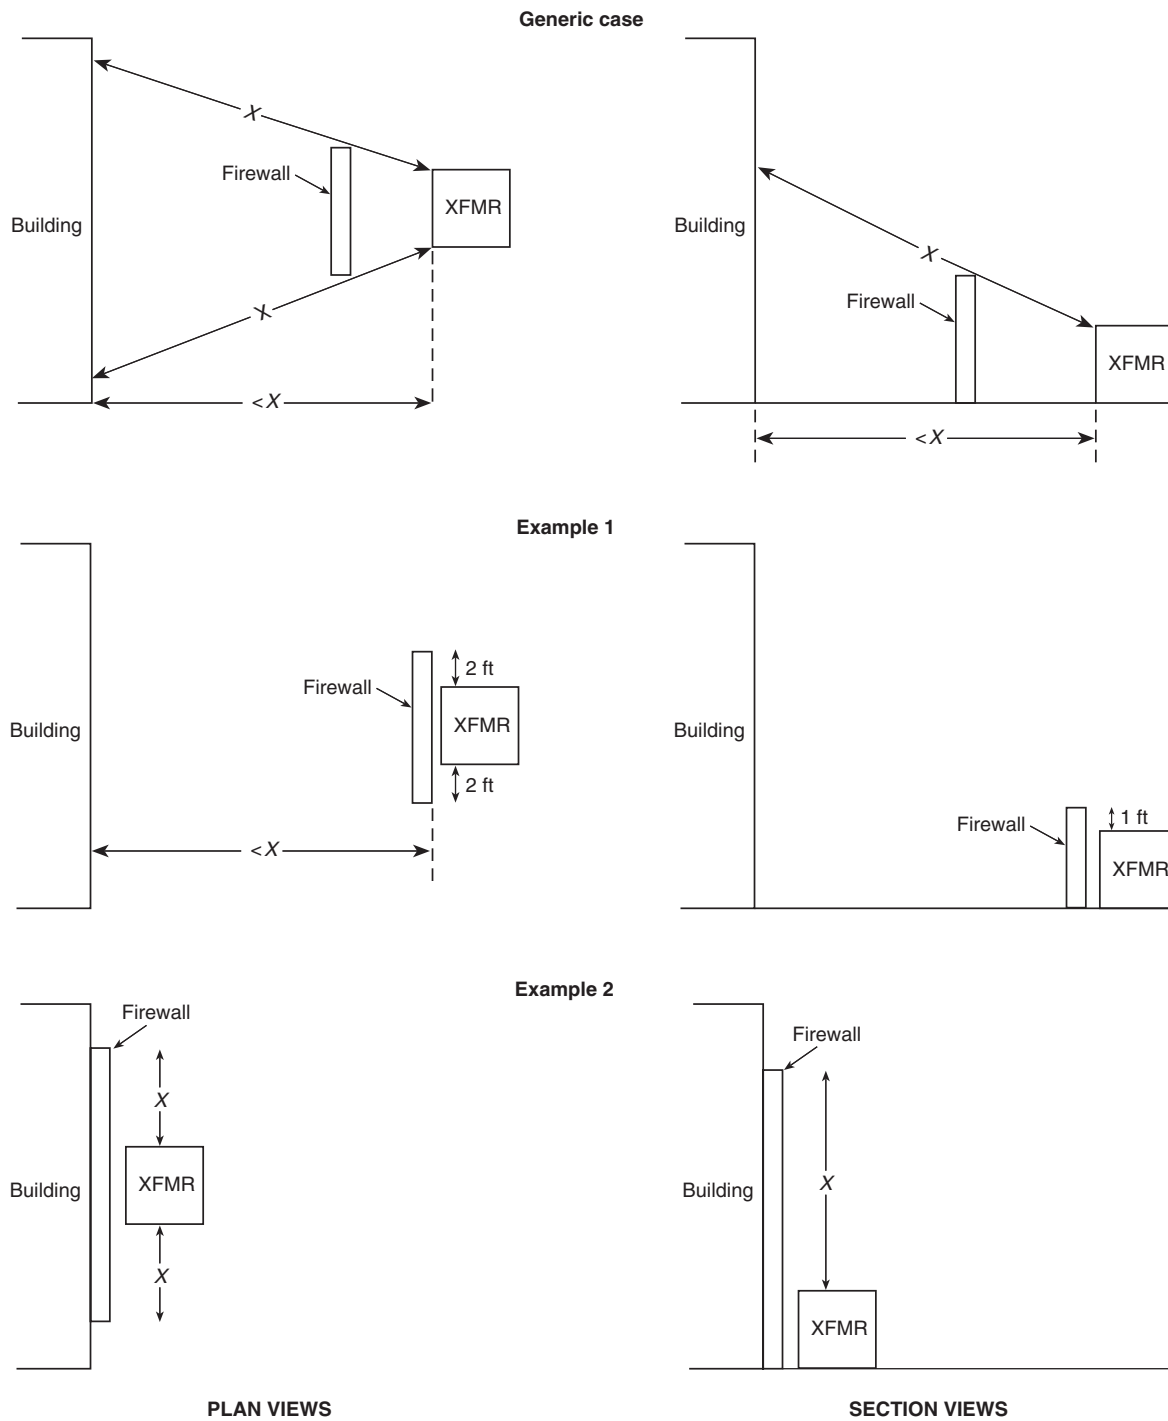 Generic case
X
Firewall
XFMR
Building
X
<X
Building
X
Firewall
XFMR
<X
Example 1
2 ft
Firewall
XFMR
Building
2 ft
<X
Building
1 ft
Firewall
XFMR
Example 2
Firewall
X
Building
XFMR
X
Firewall
Building
X
XFMR
PLAN VIEWS
SECTION VIEWS